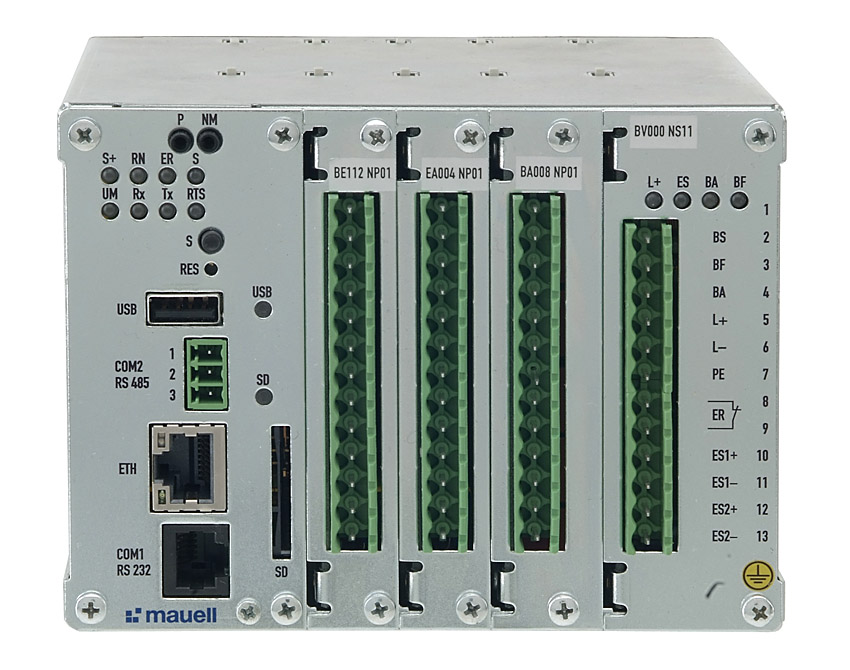 P NM
S+ RN ER S
UM Rx Tx RTS
S
RES
USB
USB
COM2
RS 485
1
2
3
SD
ETH
COM1
RS 232
SD
mauell
BE112 NP01
EA004 NP01
BA008 NP01
BV000 NS11
L+ ES BA BF
1
BS 2
BF 3
BA 4
L+ 5
L– 6
PE 7
8
ER
9
ES1+ 10
ES1– 11
ES2+ 12
ES2– 13